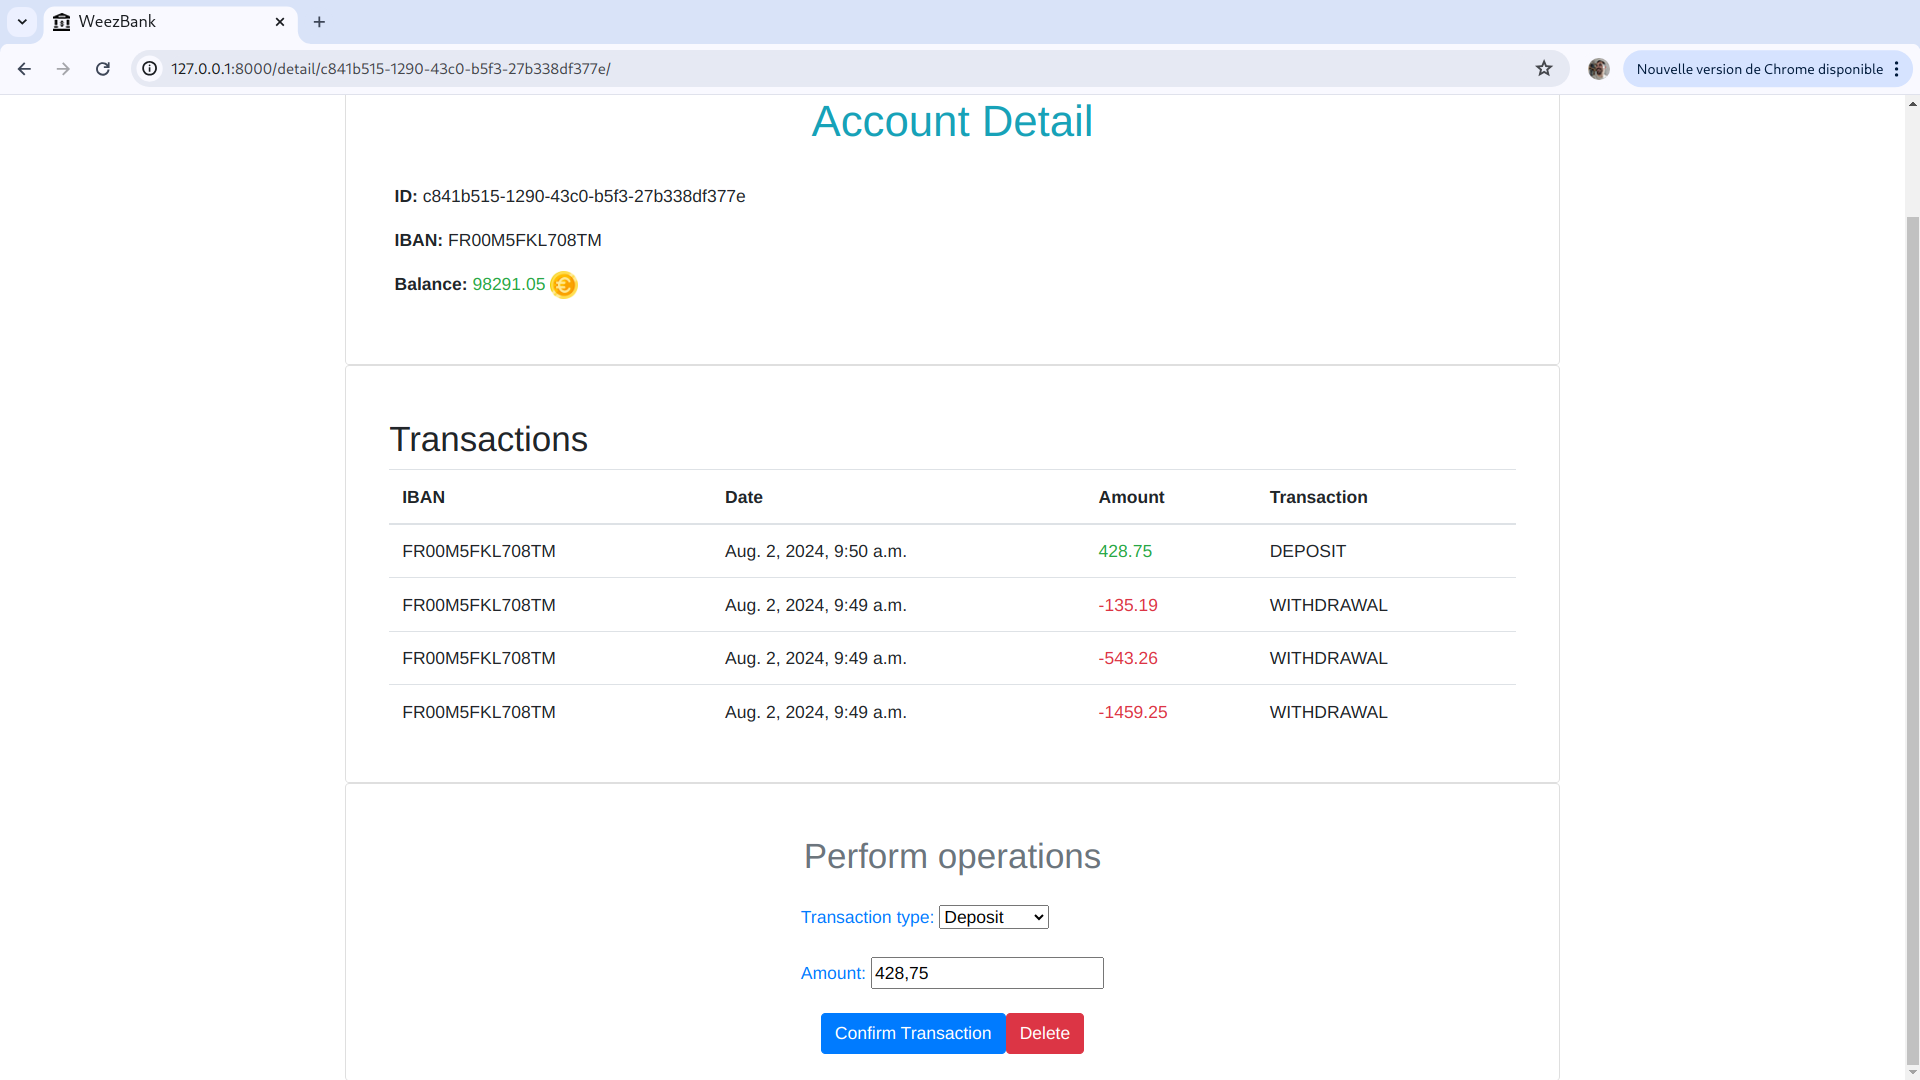 WeezBank
127.0.0.1:8000/detail/c841b515-1290-43c0-b5f3-27b338df377e/
Nouvelle version de Chrome disponible
Account Detail
ID: c841b515-1290-43c0-b5f3-27b338df377e
IBAN: FR00M5FKL708TM
Balance: 98291.05
Transactions
IBAN Date Amount Transaction
FR00M5FKL708TM Aug. 2, 2024, 9:50 a.m. 428.75 DEPOSIT
FR00M5FKL708TM Aug. 2, 2024, 9:49 a.m. -135.19 WITHDRAWAL
FR00M5FKL708TM Aug. 2, 2024, 9:49 a.m. -543.26 WITHDRAWAL
FR00M5FKL708TM Aug. 2, 2024, 9:49 a.m. -1459.25 WITHDRAWAL
Perform operations
Transaction type: Deposit
Amount: 428,75
Confirm Transaction Delete